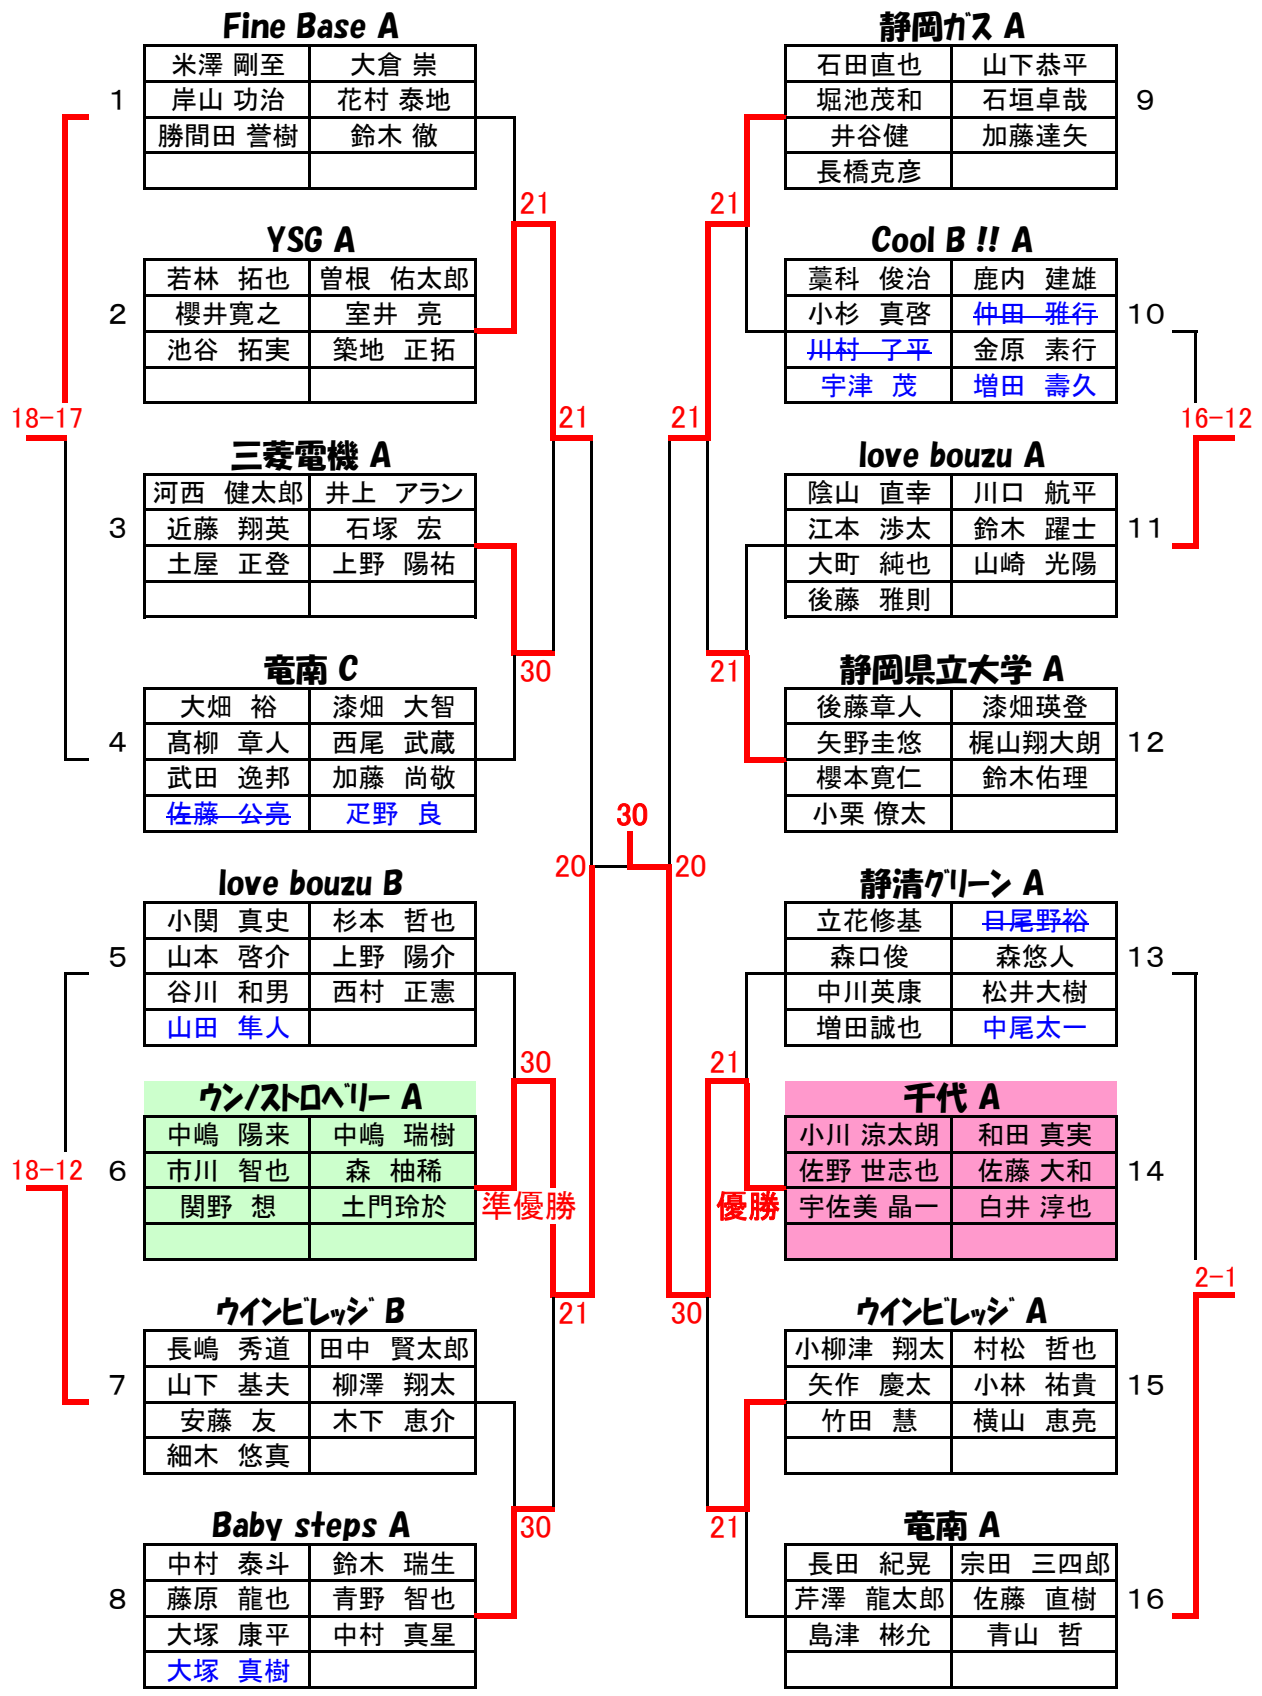 Fine Base A
米澤 剛至 大倉 崇
1 岸山 功治 花村 泰地
勝間田 誉樹 鈴木 徹
21
YSG A
若林 拓也 曽根 佑太郎
2 櫻井寛之 室井 亮
池谷 拓実 築地 正拓
18-17
21
三菱電機 A
河西 健太郎 井上 アラン
3 近藤 翔英 石塚 宏
土屋 正登 上野 陽祐
竜南 C
30
大畑 裕 漆畑 大智
4 髙柳 章人 西尾 武蔵
武田 逸邦 加藤 尚敬
佐藤 公亮 疋野 良
20
love bouzu B
小関 真史 杉本 哲也
5 山本 啓介 上野 陽介
谷川 和男 西村 正憲
山田 隼人
30
ウン/ストロベリー A
中嶋 陽来 中嶋 瑞樹
18-12 6 市川 智也 森 柚稀
関野 想 土門玲於
準優勝
ウインビレッジ B
21
長嶋 秀道 田中 賢太郎
7 山下 基夫 柳澤 翔太
安藤 友 木下 恵介
細木 悠真
Baby steps A
30
中村 泰斗 鈴木 瑞生
8 藤原 龍也 青野 智也
大塚 康平 中村 真星
大塚 真樹
30
静岡ガス A
石田直也 山下恭平
堀池茂和 石垣卓哉 9
井谷健 加藤達矢
長橋克彦
21
Cool B !! A
藁科 俊治 鹿内 建雄
小杉 真啓 仲田 雅行 10
川村 了平 金原 素行
宇津 茂 増田 壽久
21
16-12
love bouzu A
陰山 直幸 川口 航平
江本 渉太 鈴木 躍士 11
大町 純也 山崎 光陽
後藤 雅則
21
静岡県立大学 A
後藤章人 漆畑瑛登
矢野圭悠 梶山翔大朗 12
櫻本寛仁 鈴木佑理
小栗 僚太
20
静清グリーン A
立花修基 日尾野裕
森口俊 森悠人 13
中川英康 松井大樹
増田誠也 中尾太一
21
千代 A
小川 涼太朗 和田 真実
佐野 世志也 佐藤 大和 14
優勝
宇佐美 晶一 白井 淳也
2-1
30
ウインビレッジ A
小柳津 翔太 村松 哲也
矢作 慶太 小林 祐貴 15
竹田 慧 横山 恵亮
21
竜南 A
長田 紀晃 宗田 三四郎
芹澤 龍太郎 佐藤 直樹 16
島津 彬允 青山 哲